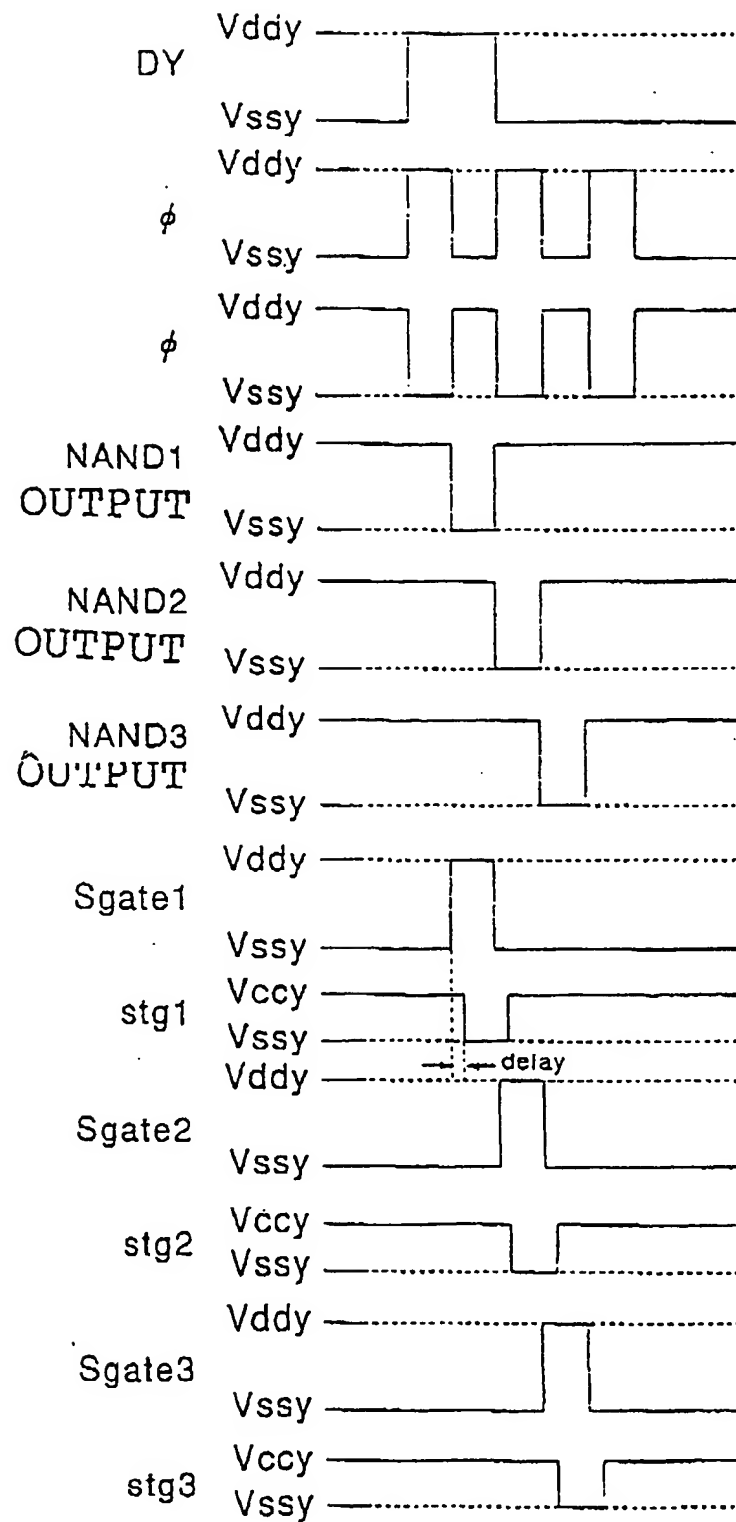 Vddy
DY
Vssy
Vddy
φ
Vssy
Vddy
φ
Vssy
Vddy
NAND1
OUTPUT
Vssy
Vddy
NAND2
OUTPUT
Vssy
Vddy
NAND3
OUTPUT
Vssy
Vddy
Sgate1
Vssy
Vccy
stg1
Vssy
delay
Vddy
Sgate2
Vssy
Vccy
stg2
Vssy
Vddy
Sgate3
Vssy
Vccy
stg3
Vssy